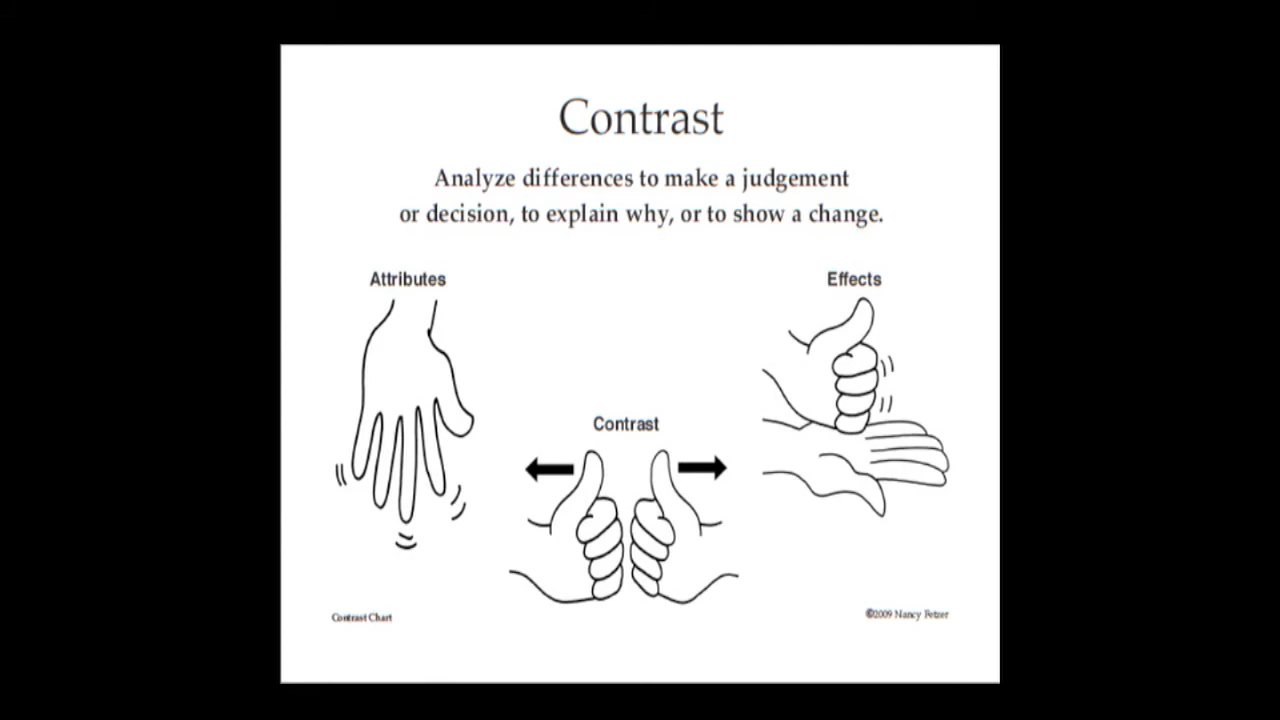 Contrast
Analyze differences to make a judgement
or decision, to explain why, or to show a change.
Attributes
Effects
Contrast
Contrast Chart
©2009 Nancy Fetzer